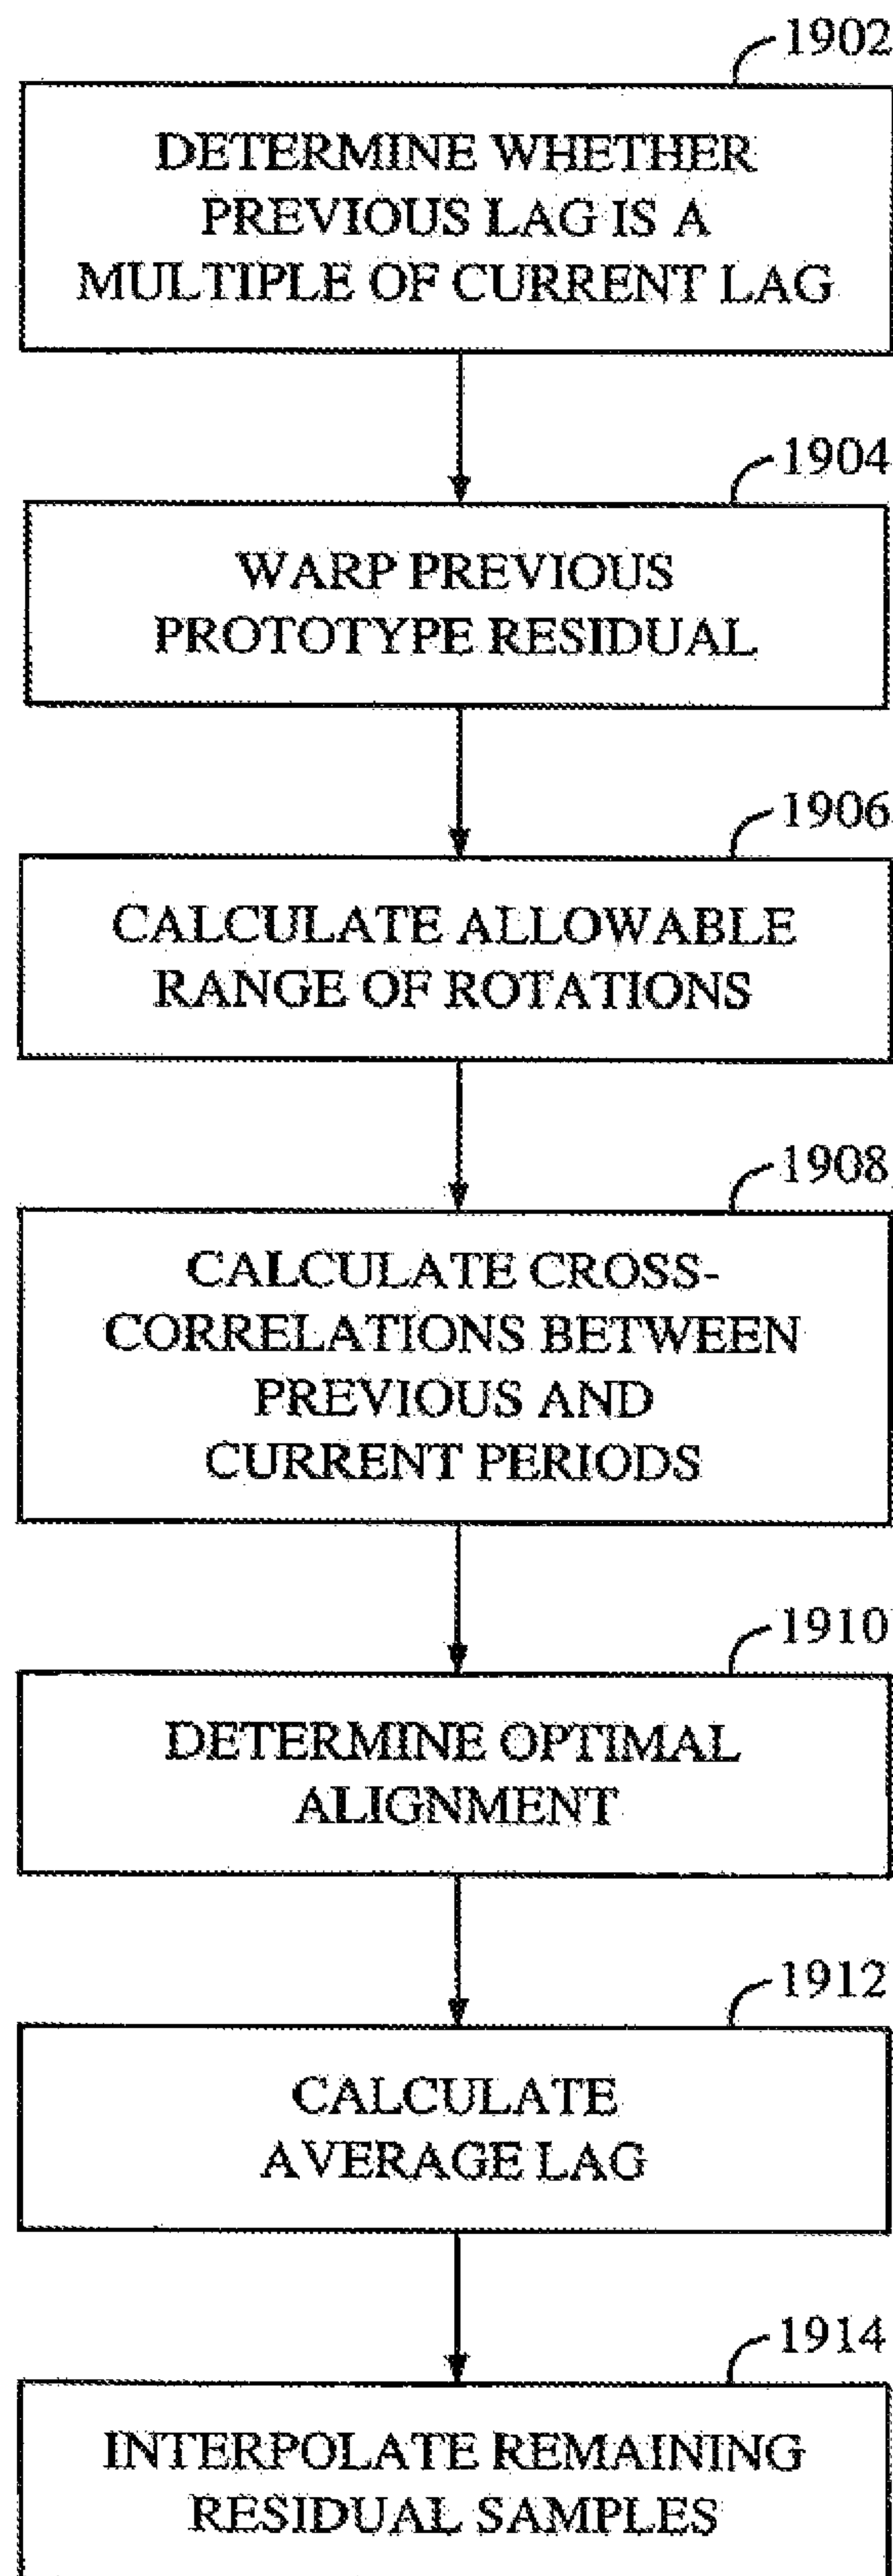 1902
DETERMINE WHETHER
PREVIOUS LAG IS A
MULTIPLE OF CURRENT LAG
1904
WARP PREVIOUS
PROTOTYPE RESIDUAL
1906
CALCULATE ALLOWABLE
RANGE OF ROTATIONS
1908
CALCULATE CROSS-
CORRELATIONS BETWEEN
PREVIOUS AND
CURRENT PERIODS
1910
DETERMINE OPTIMAL
ALIGNMENT
1912
CALCULATE
AVERAGE LAG
1914
INTERPOLATE REMAINING
RESIDUAL SAMPLES